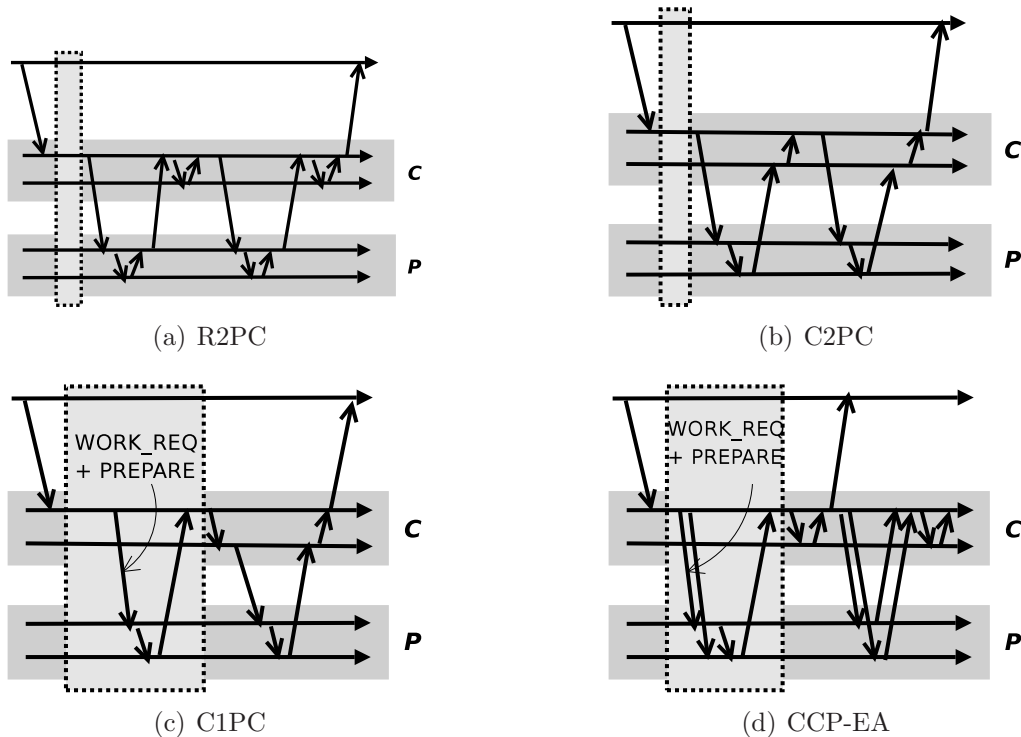 C
P
(a) R2PC
C
P
(b) C2PC
WORK_REQ
+ PREPARE
C
P
(c) C1PC
WORK_REQ
+ PREPARE
C
P
(d) CCP-EA